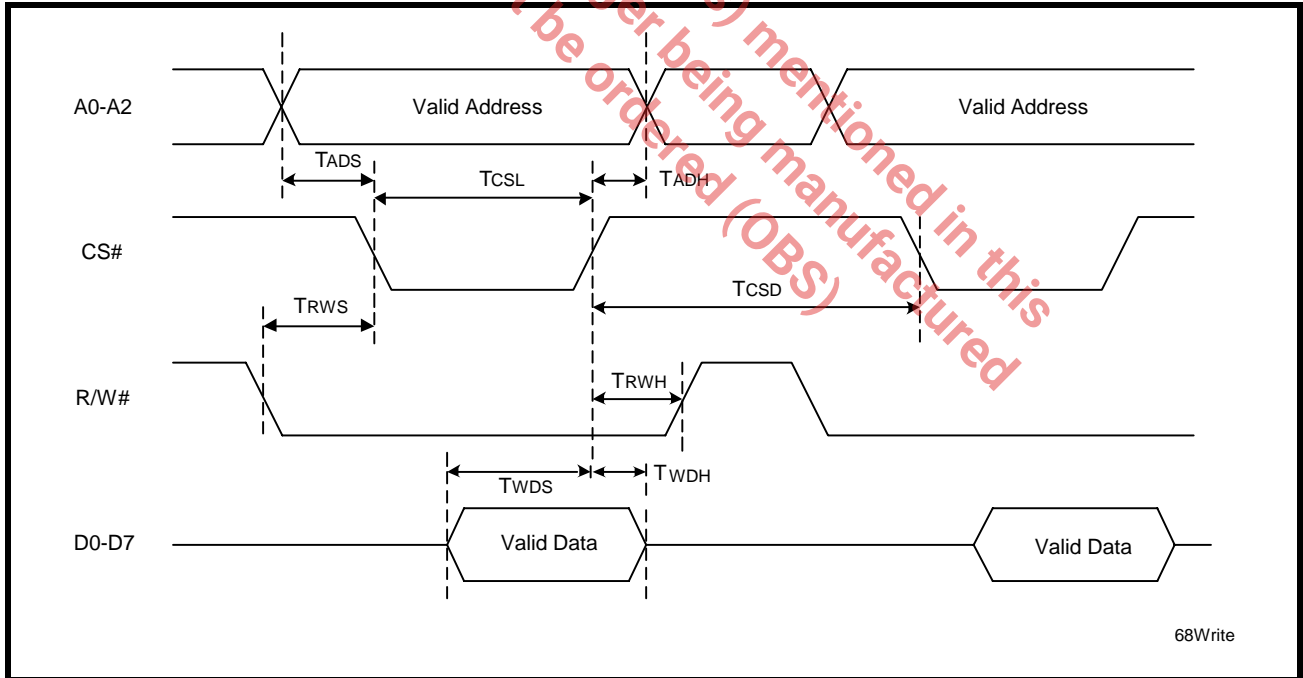 ) mentioned in this
ger being manufactured
t be ordered (OBS)
A0-A2
Valid Address
Valid Address
TADS
TCSL
TADH
CS#
TRWS
TCSD
R/W#
TRWH
TWDS
TWDH
D0-D7
Valid Data
Valid Data
68Write